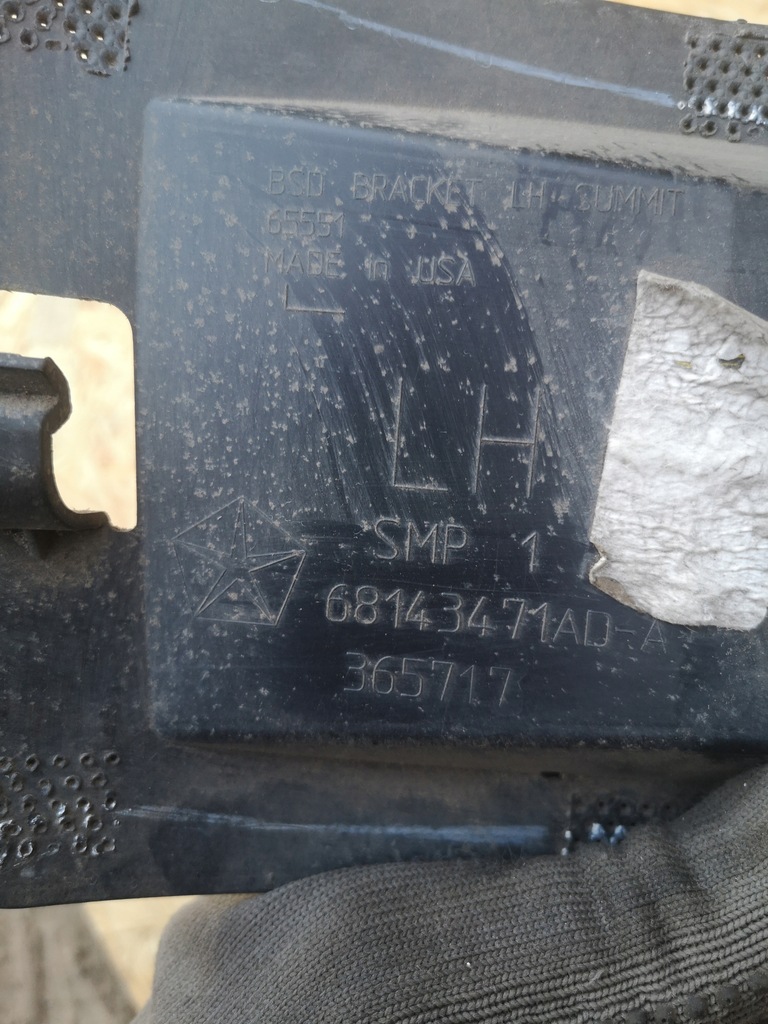 BSD BRACKET LH SUMMIT
65551
MADE in USA
LH
SMP 1
68143471AD-A
365717